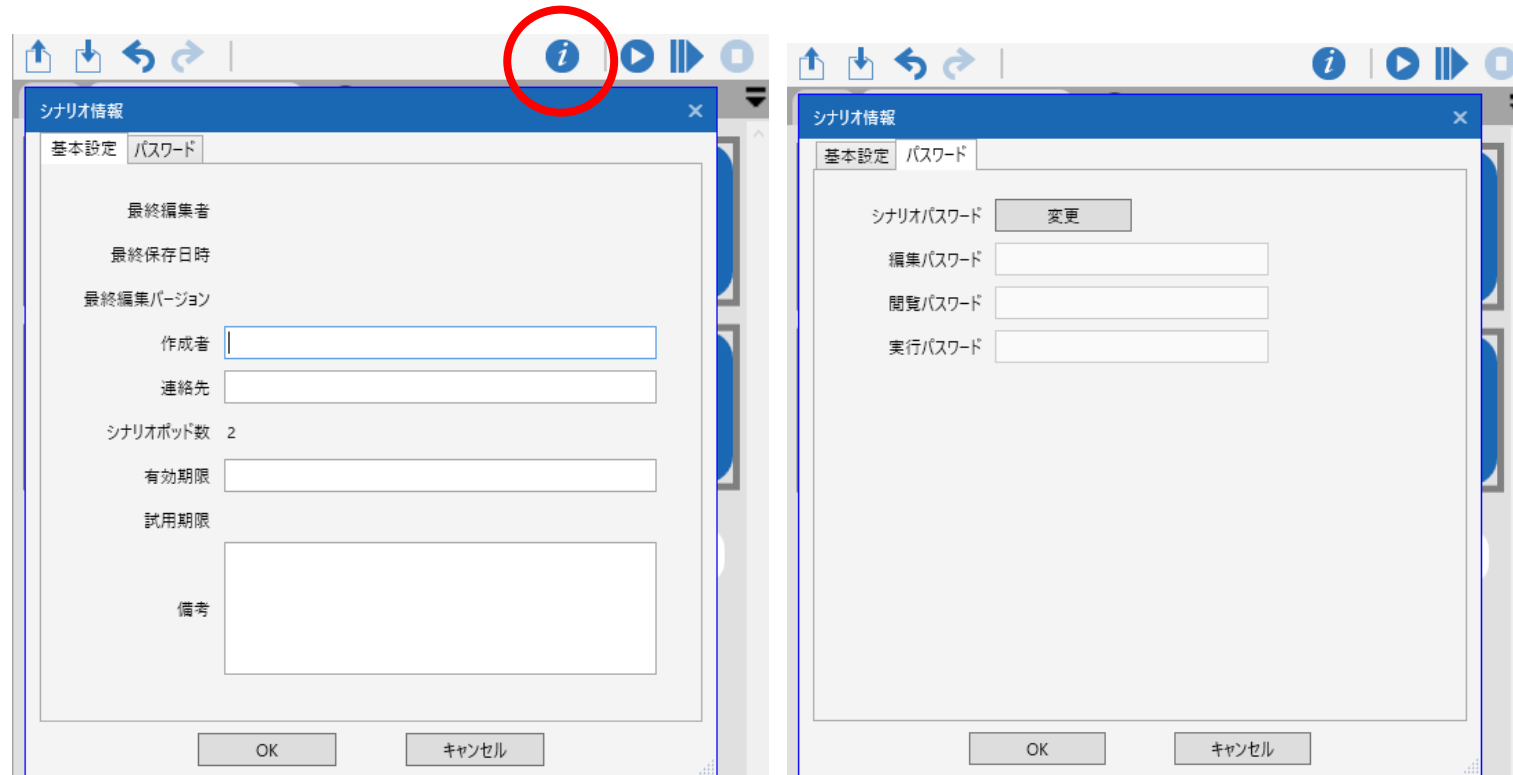 シナリオ情報
基本設定 パスワード
最終編集者
最終保存日時
最終編集バージョン
作成者
連絡先
シナリオポッド数 2
有効期限
試用期限
備考
OK キャンセル
シナリオ情報
基本設定 パスワード
シナリオパスワード 変更
編集パスワード
閲覧パスワード
実行パスワード
OK キャンセル